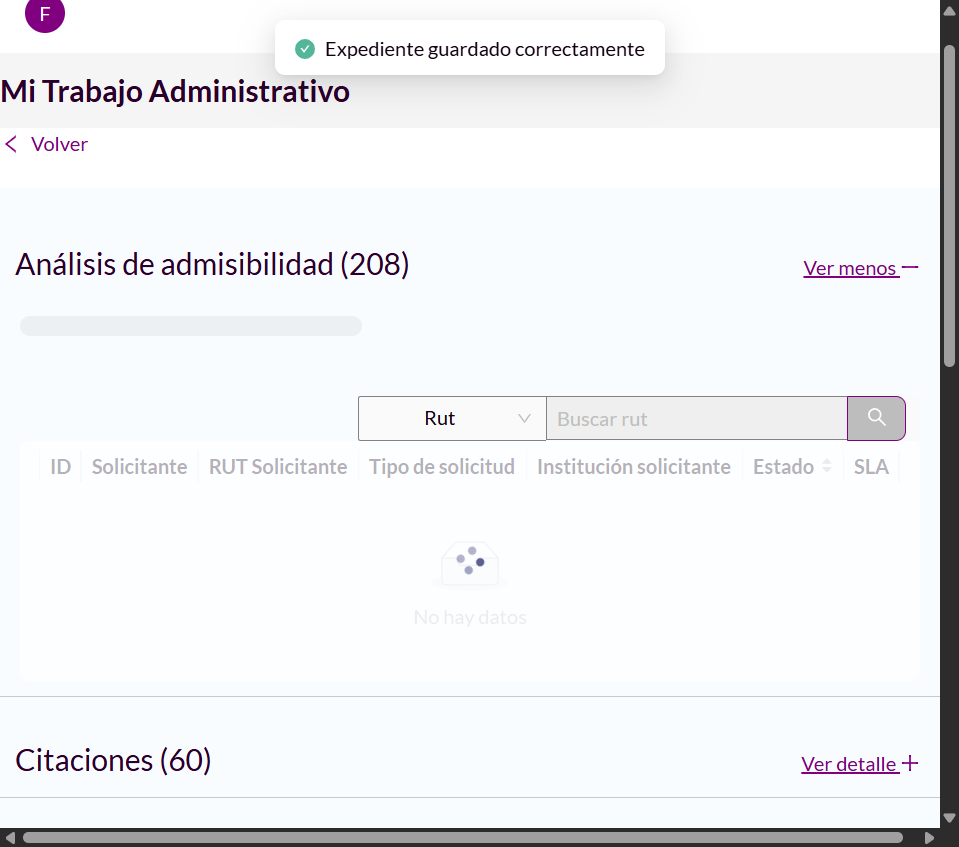 F
Expediente guardado correctamente
Mi Trabajo Administrativo
Volver
Análisis de admisibilidad (208)
Ver menos
Rut
Buscar rut
ID Solicitante RUT Solicitante Tipo de solicitud Institución solicitante Estado SLA
No hay datos
Citaciones (60)
Ver detalle